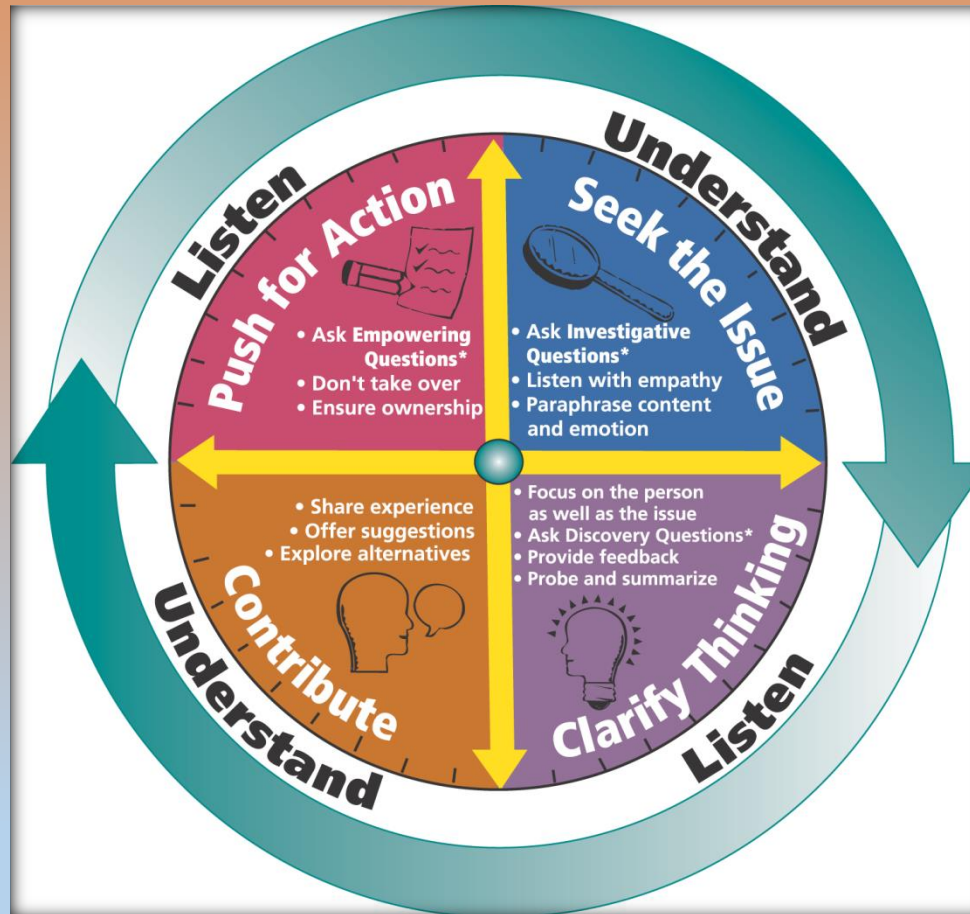 Listen
Understand
Push for Action
• Ask Empowering
Questions*
• Don't take over
• Ensure ownership
Seek the Issue
• Ask Investigative
Questions*
• Listen with empathy
• Paraphrase content
and emotion
• Share experience
• Offer suggestions
• Explore alternatives
Contribute
• Focus on the person
as well as the issue
• Ask Discovery Questions*
• Provide feedback
• Probe and summarize
Clarify Thinking
Understand
Listen